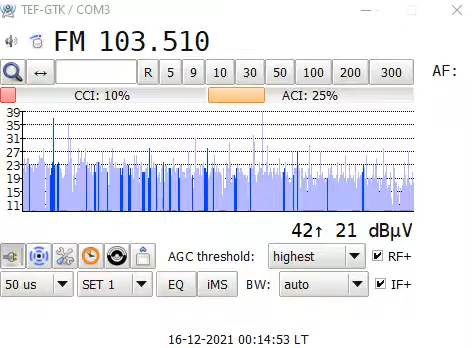 TEF-GTK / COM3
FM 103.510
R 5 9 10 30 50 100 200 300 AF:
CCI: 10% ACI: 25%
39
35
31
27
23
19
15
11
42↑ 21 dBµV
AGC threshold: highest RF+
50 us SET 1 EQ iMS BW: auto IF+
16-12-2021 00:14:53 LT